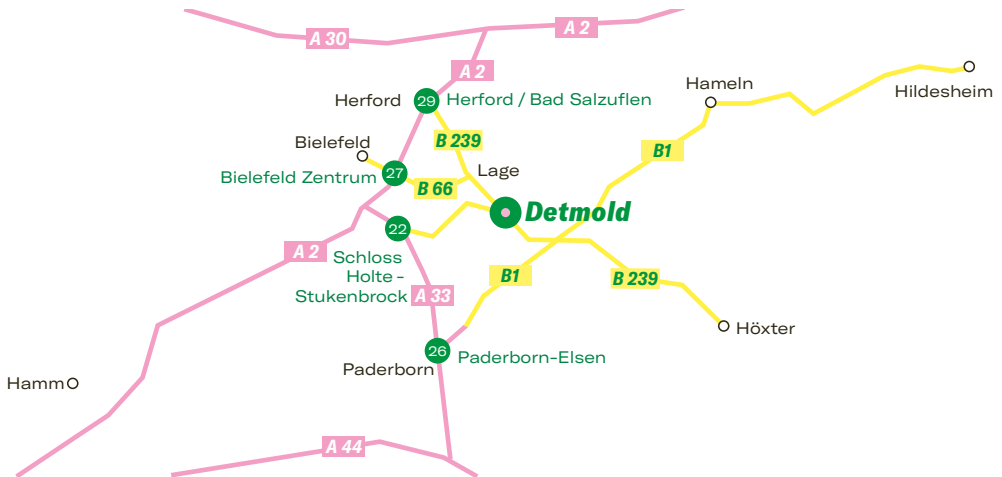 A 30
A 2
A 2
Hameln
Hildesheim
Herford
29
Herford / Bad Salzuflen
B 239
B1
Bielefeld
Lage
Bielefeld Zentrum
27
B 66
Detmold
22
A 2
Schloss
Holte -
Stukenbrock
A 33
B1
B 239
Höxter
26
Paderborn-Elsen
Paderborn
Hamm
A 44